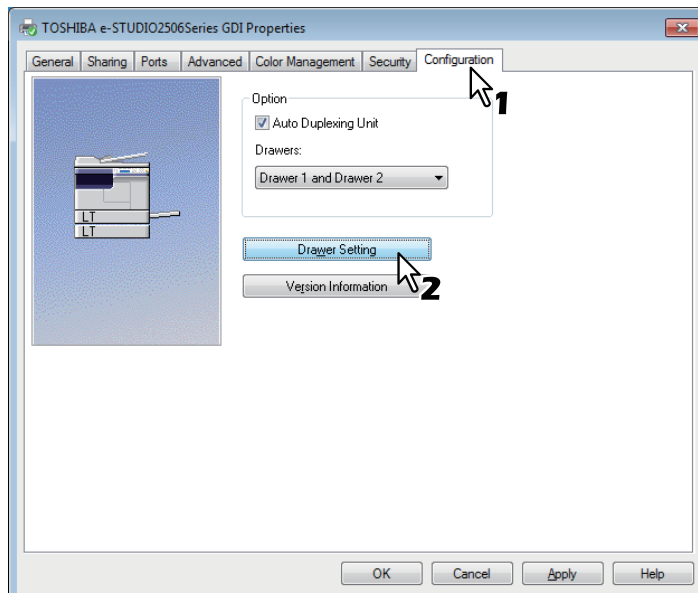 TOSHIBA e-STUDIO2506Series GDI Properties
General Sharing Ports Advanced Color Management Security Configuration
1
Option
Auto Duplexing Unit
Drawers:
Drawer 1 and Drawer 2
LT
LT
Drawer Setting
2
Version Information
OK Cancel Apply Help